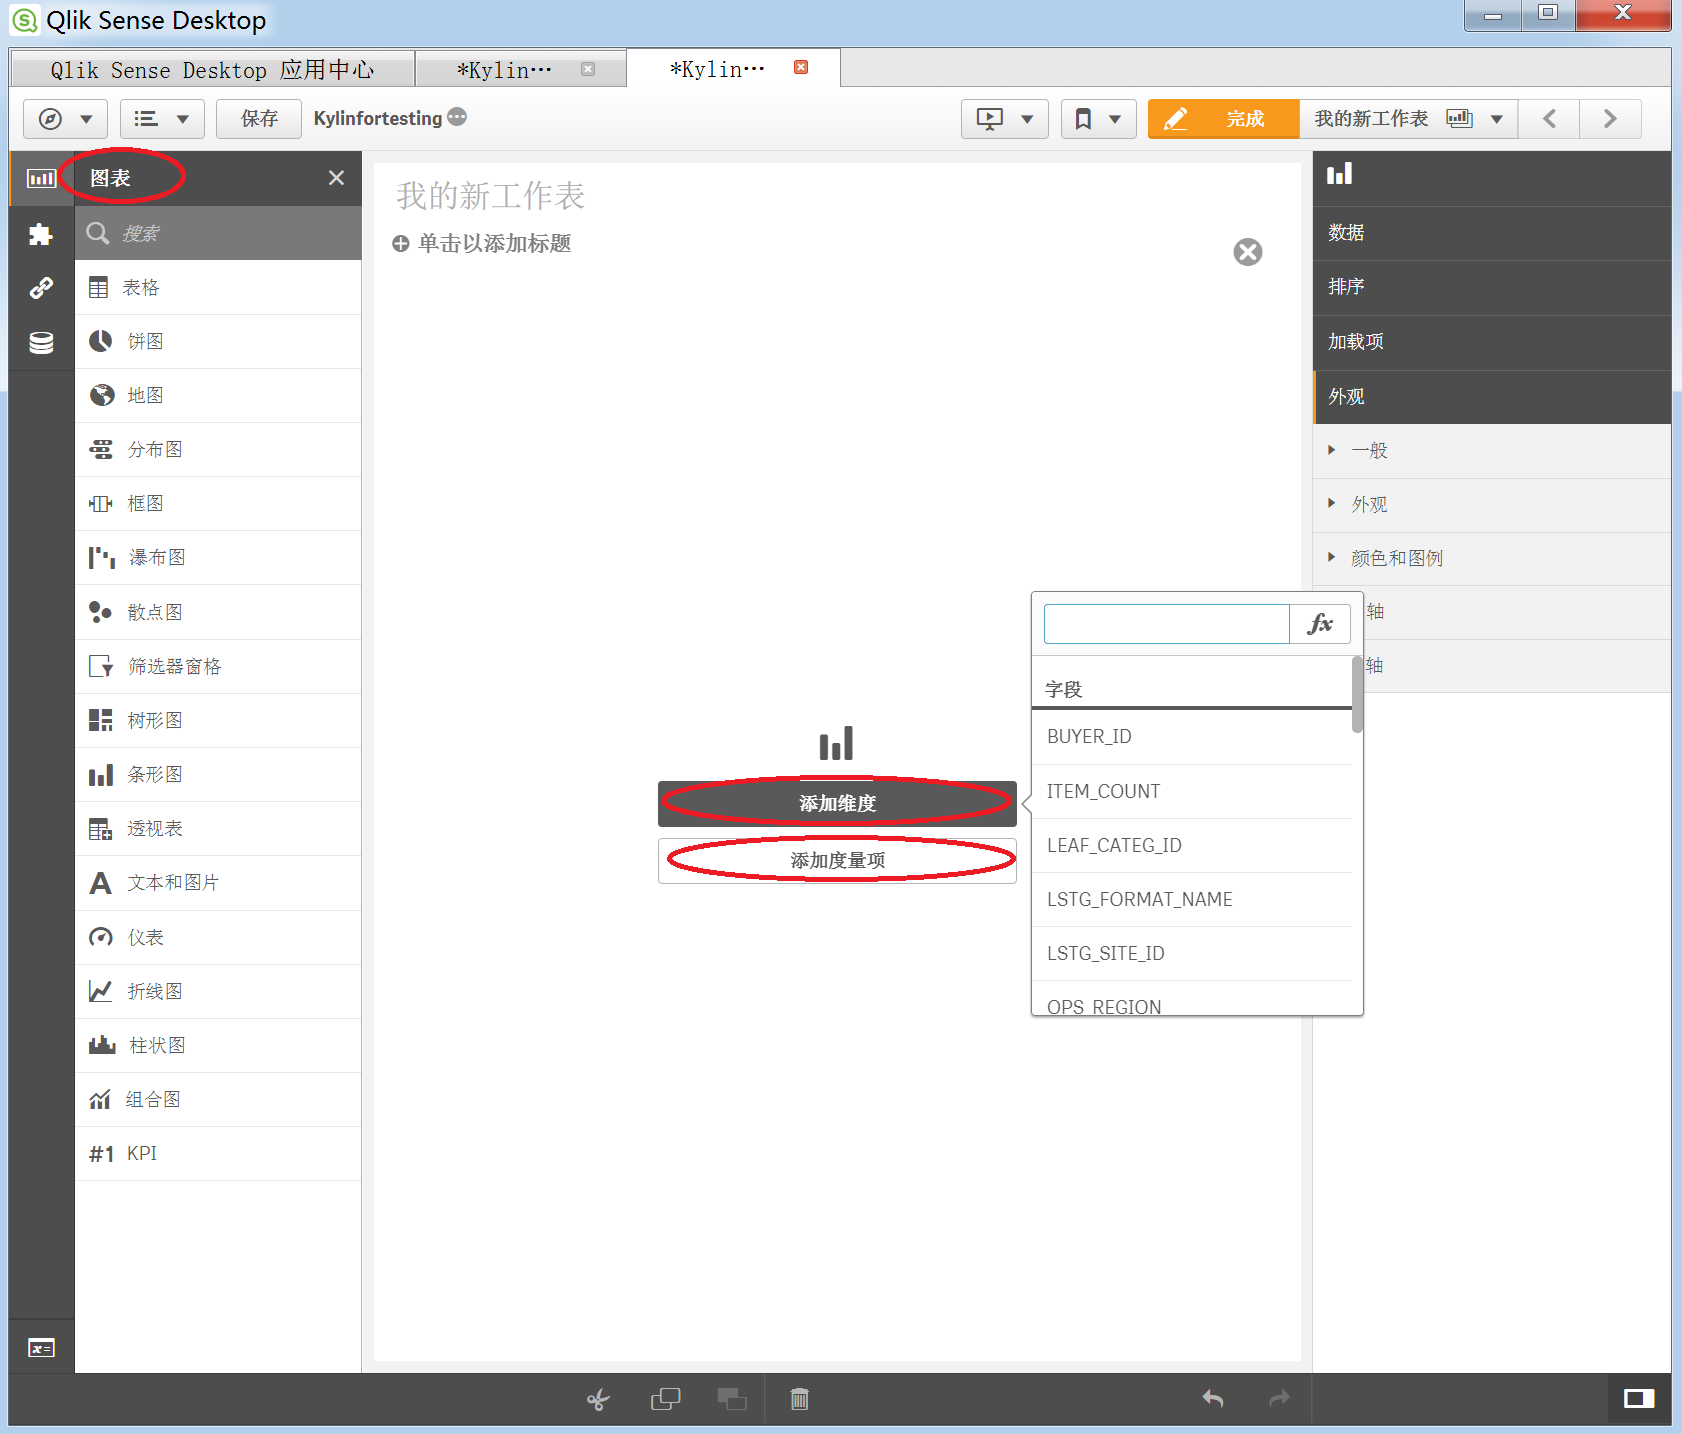 Qlik Sense Desktop
Qlik Sense Desktop 应用中心
*Kylin…
*Kylin…
保存
Kylinfortesting
完成
我的新工作表
图表
搜索
表格
饼图
地图
分布图
框图
瀑布图
散点图
筛选器窗格
树形图
条形图
透视表
文本和图片
仪表
折线图
柱状图
组合图
#1 KPI
我的新工作表
单击以添加标题
添加维度
添加度量项
fx
字段
BUYER_ID
ITEM_COUNT
LEAF_CATEG_ID
LSTG_FORMAT_NAME
LSTG_SITE_ID
OPS_REGION
数据
排序
加载项
外观
一般
外观
颜色和图例
轴
轴